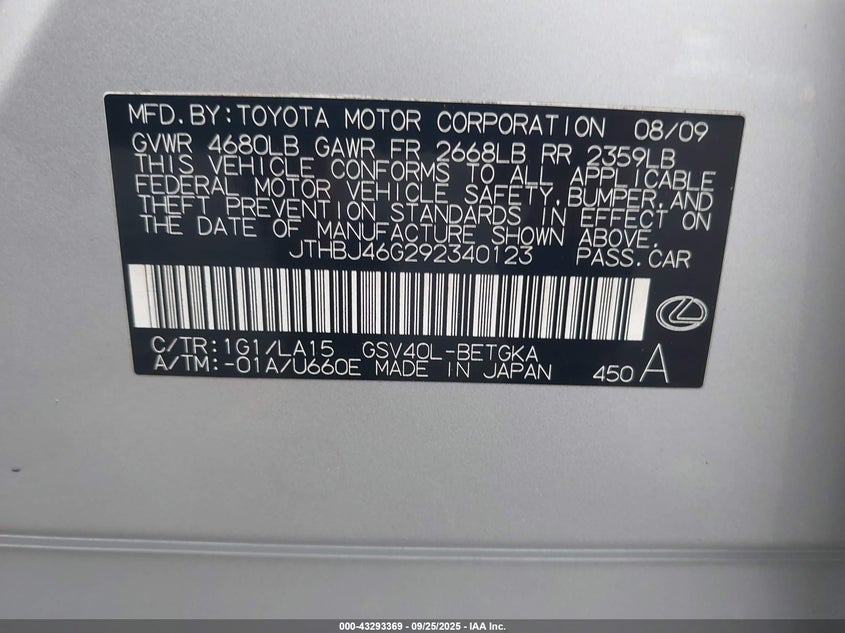 MFD.BY:TOYOTA MOTOR CORPORATION 08/09
GVWR 4680LB GAWR FR 2668LB RR 2359LB
THIS VEHICLE CONFORMS TO ALL APPLICABLE
FEDERAL MOTOR VEHICLE SAFETY,BUMPER,AND
THEFT PREVENTION STANDARDS IN EFFECT ON
THE DATE OF MANUFACTURE SHOWN ABOVE.
JTHBJ46G292340123 PASS.CAR
C/TR:1G1/LA15 GSV40L-BETGKA
A/TM:-01A/U660E MADE IN JAPAN 450 A
000-43293369 - 09/25/2025 - IAA Inc.